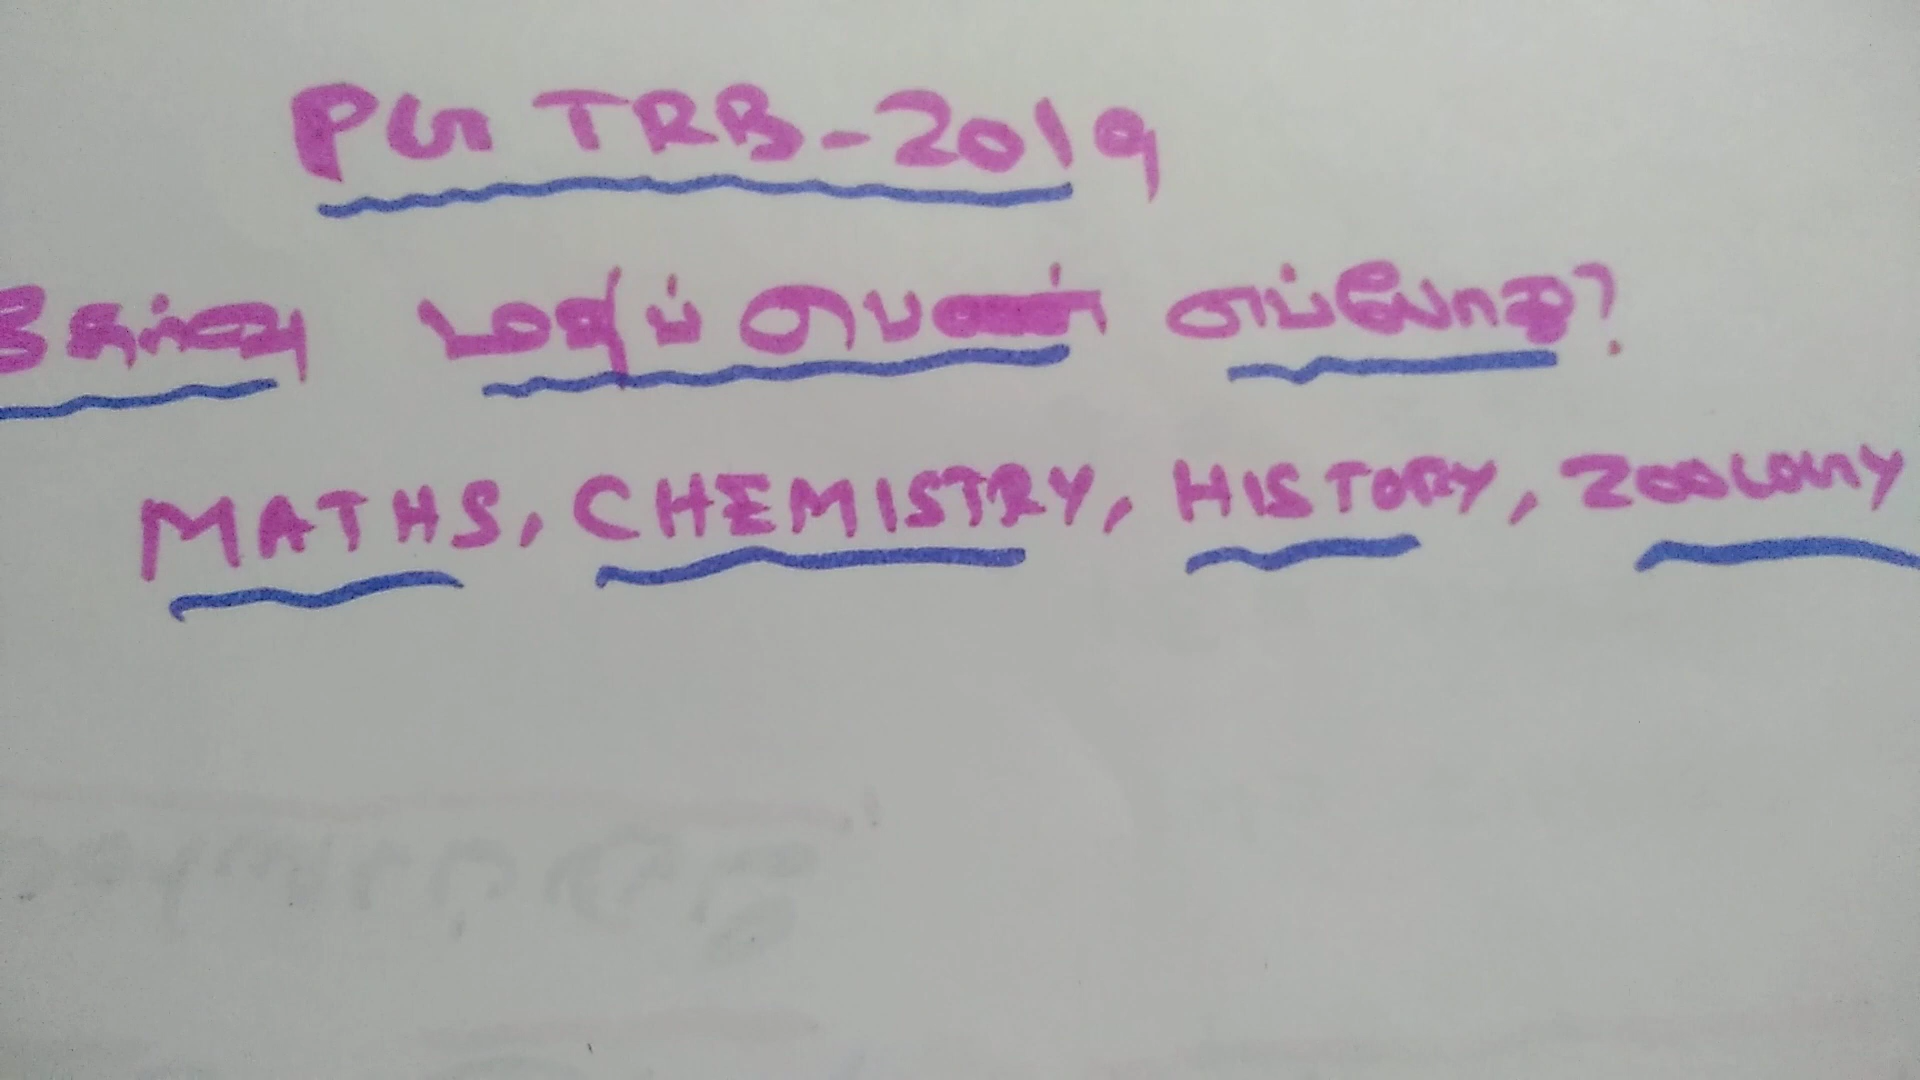 PG TRB-2019
தேர்வு மதிப்பெண் எப்போது?
MATHS, CHEMISTRY, HISTORY, ZOOLOGY